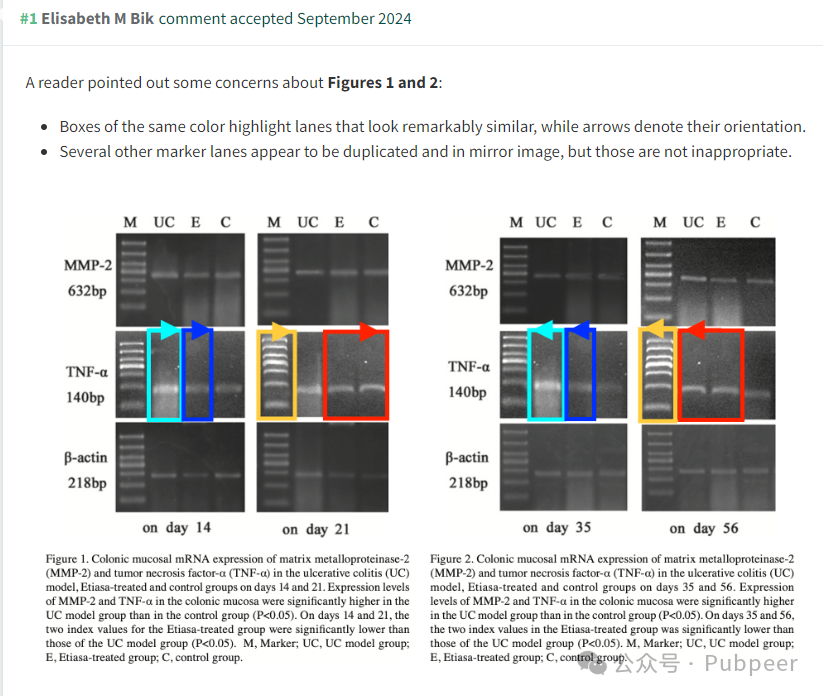 #1 Elisabeth M Bik comment accepted September 2024
A reader pointed out some concerns about Figures 1 and 2:
• Boxes of the same color highlight lanes that look remarkably similar, while arrows denote their orientation.
• Several other marker lanes appear to be duplicated and in mirror image, but those are not inappropriate.
M UC E C M UC E C
MMP-2
632bp
TNF-α
140bp
β-actin
218bp
on day 14 on day 21
Figure 1. Colonic mucosal mRNA expression of matrix metalloproteinase-2
(MMP-2) and tumor necrosis factor-α (TNF-α) in the ulcerative colitis (UC)
model, Etiasa-treated and control groups on days 14 and 21. Expression levels
of MMP-2 and TNF-α in the colonic mucosa were significantly higher in the
UC model group than in the control group (P<0.05). On days 14 and 21, the
two index values for the Etiasa-treated group were significantly lower than
those of the UC model group (P<0.05). M, Marker; UC, UC model group;
E, Etiasa-treated group; C, control group.
M UC E C M UC E C
MMP-2
632bp
TNF-α
140bp
β-actin
218bp
on day 35 on day 56
Figure 2. Colonic mucosal mRNA expression of matrix metalloproteinase-2
(MMP-2) and tumor necrosis factor-α (TNF-α) in the ulcerative colitis (UC)
model, Etiasa-treated and control groups on days 35 and 56. Expression
levels of MMP-2 and TNF-α in the colonic mucosa were significantly higher
in the UC model group than in the control group (P<0.05). On days 35 and 56,
the two index values in the Etiasa-treated group was significantly lower than
those of the UC model group (P<0.05). M, Marker; UC, UC model group;
E, Etiasa-treated group; C, control group.
公众号 · Pubpeer